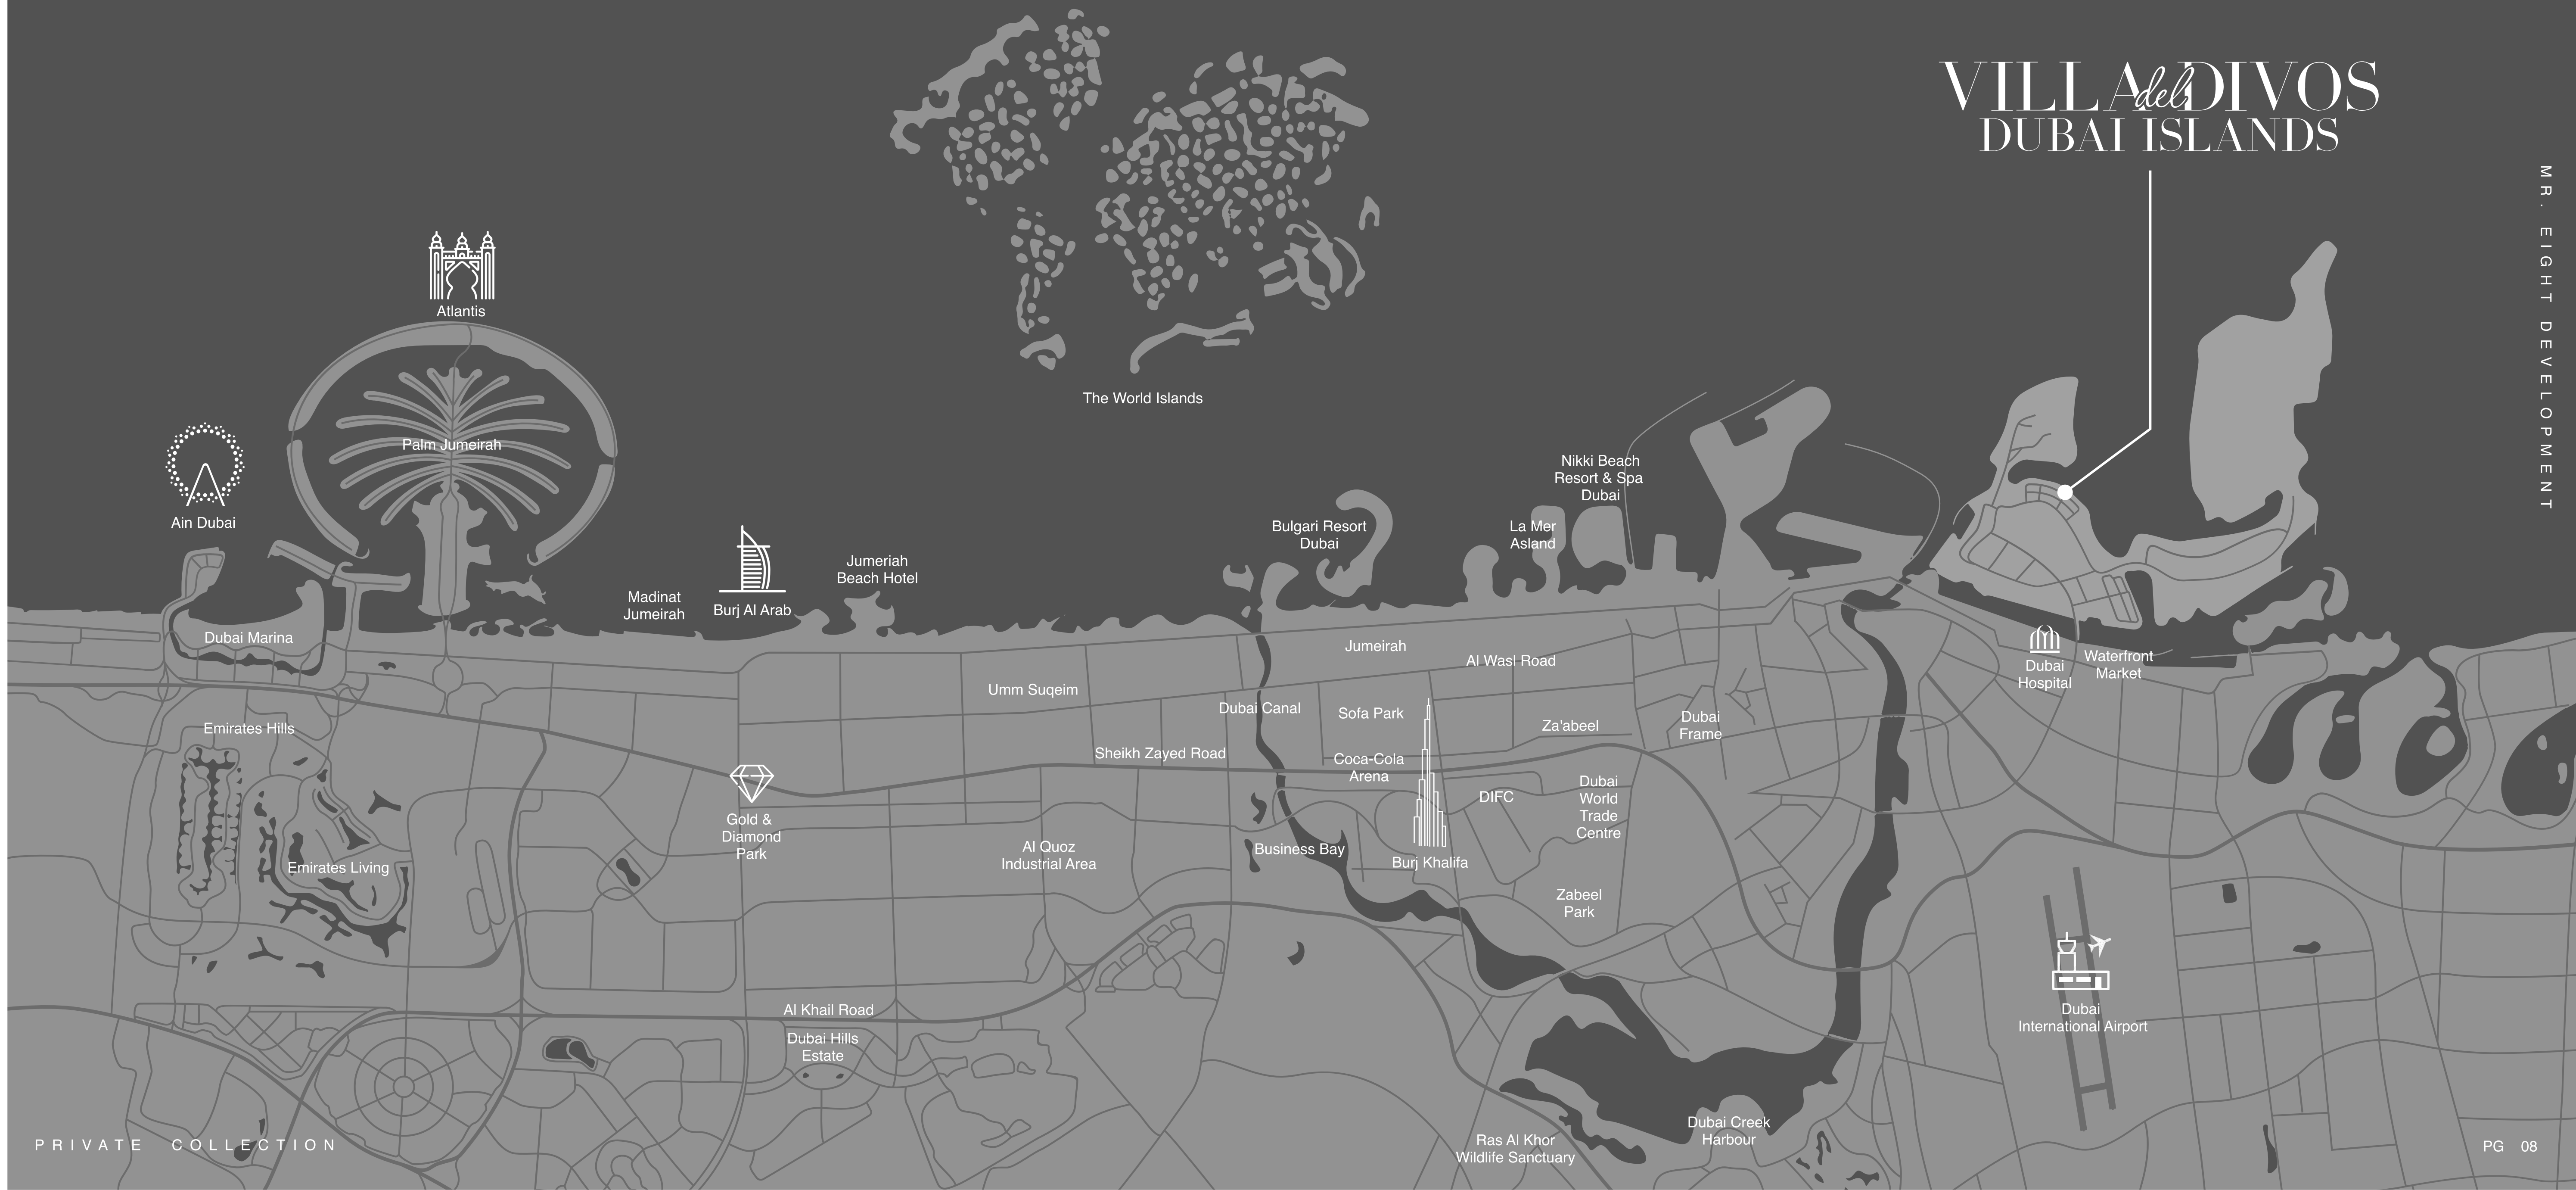 VILLA del DIVOS
DUBAI ISLANDS
MR. EIGHT DEVELOPMENT
Atlantis
Palm Jumeirah
Ain Dubai
The World Islands
Nikki Beach
Resort & Spa
Dubai
Bulgari Resort
Dubai
La Mer
Asland
Jumeriah
Beach Hotel
Madinat
Jumeirah
Burj Al Arab
Dubai Marina
Jumeirah
Al Wasl Road
Dubai
Hospital
Waterfront
Market
Umm Suqeim
Dubai Canal
Sofa Park
Za'abeel
Dubai
Frame
Emirates Hills
Sheikh Zayed Road
Coca-Cola
Arena
DIFC
Dubai
World
Trade
Centre
Gold &
Diamond
Park
Al Quoz
Industrial Area
Business Bay
Burj Khalifa
Emirates Living
Zabeel
Park
Al Khail Road
Dubai Hills
Estate
Dubai
International Airport
Dubai Creek
Harbour
Ras Al Khor
Wildlife Sanctuary
PRIVATE COLLECTION
PG 08